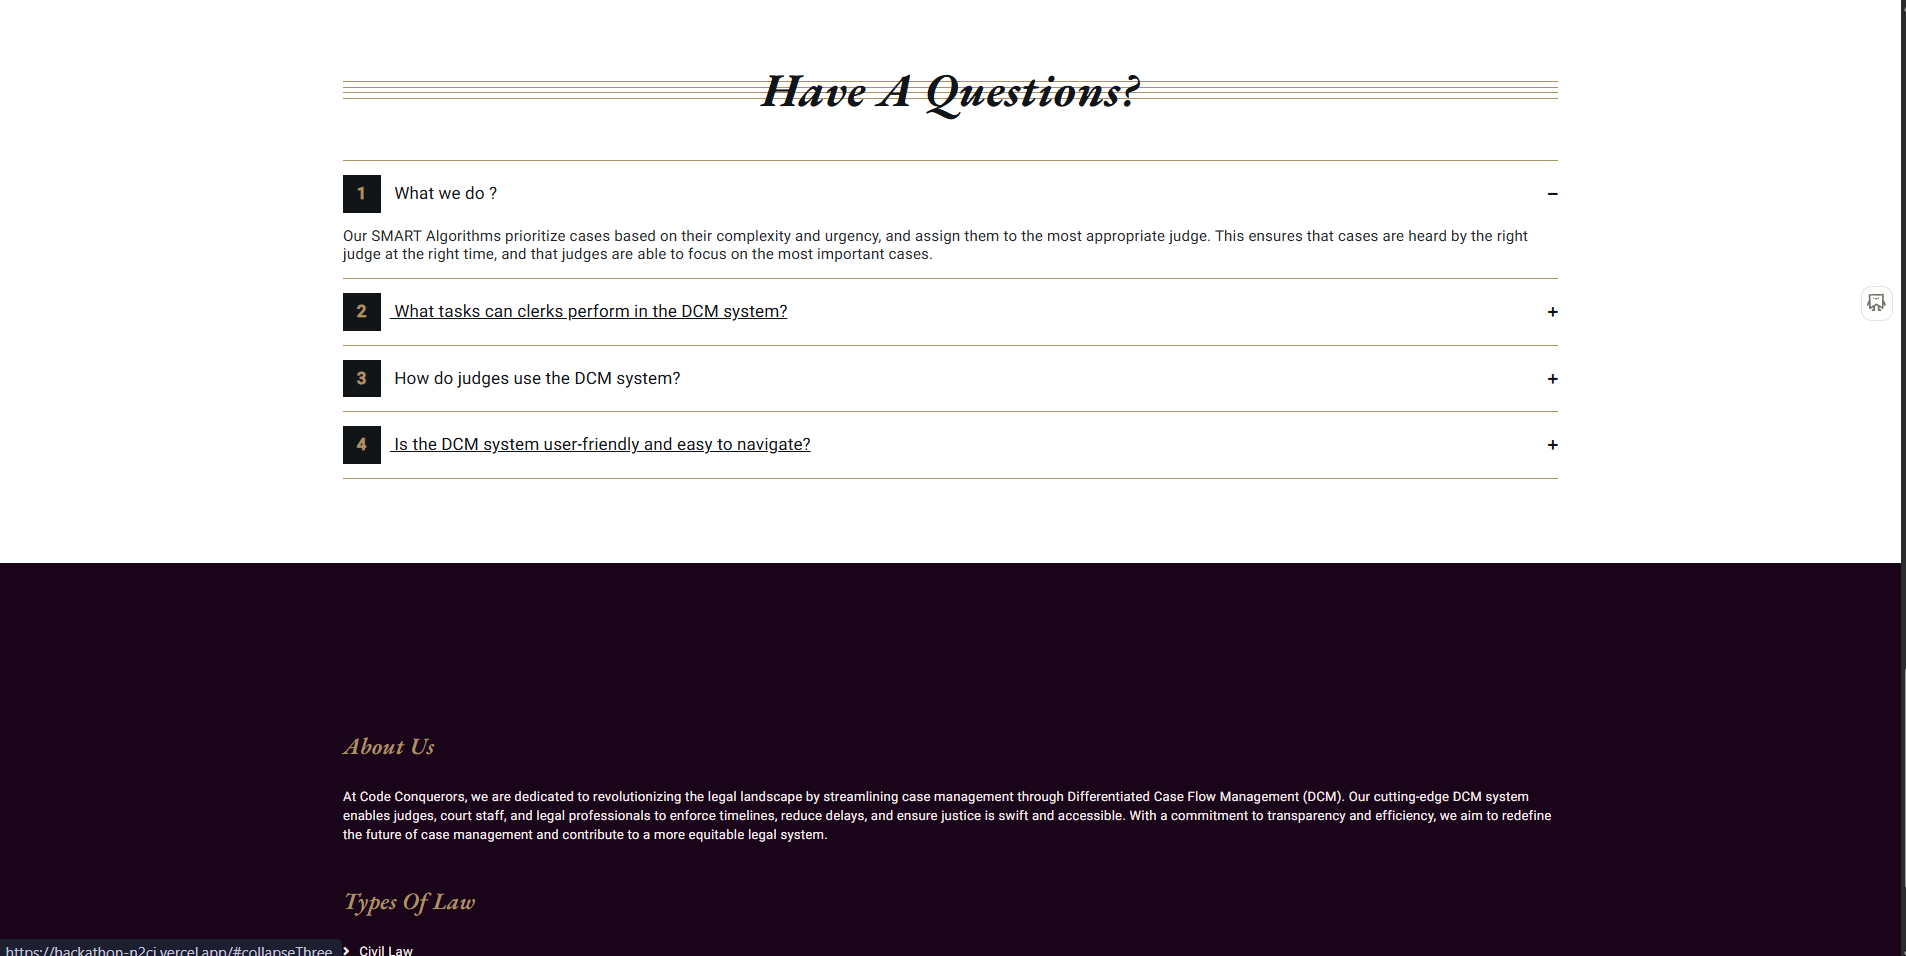 Have A Questions?
1 What we do ? −
Our SMART Algorithms prioritize cases based on their complexity and urgency, and assign them to the most appropriate judge. This ensures that cases are heard by the right
judge at the right time, and that judges are able to focus on the most important cases.
2 What tasks can clerks perform in the DCM system? +
3 How do judges use the DCM system? +
4 Is the DCM system user-friendly and easy to navigate? +
About Us
At Code Conquerors, we are dedicated to revolutionizing the legal landscape by streamlining case management through Differentiated Case Flow Management (DCM). Our cutting-edge DCM system
enables judges, court staff, and legal professionals to enforce timelines, reduce delays, and ensure justice is swift and accessible. With a commitment to transparency and efficiency, we aim to redefine
the future of case management and contribute to a more equitable legal system.
Types Of Law
Civil Law
https://hackathon-n2ci.vercel.app/#collapseThree